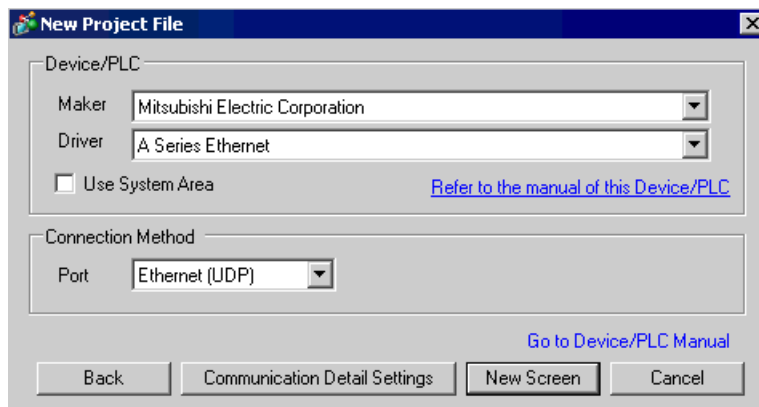 New Project File
Device/PLC
Maker Mitsubishi Electric Corporation
Driver A Series Ethernet
Use System Area Refer to the manual of this Device/PLC
Connection Method
Port Ethernet (UDP)
Go to Device/PLC Manual
Back Communication Detail Settings New Screen Cancel